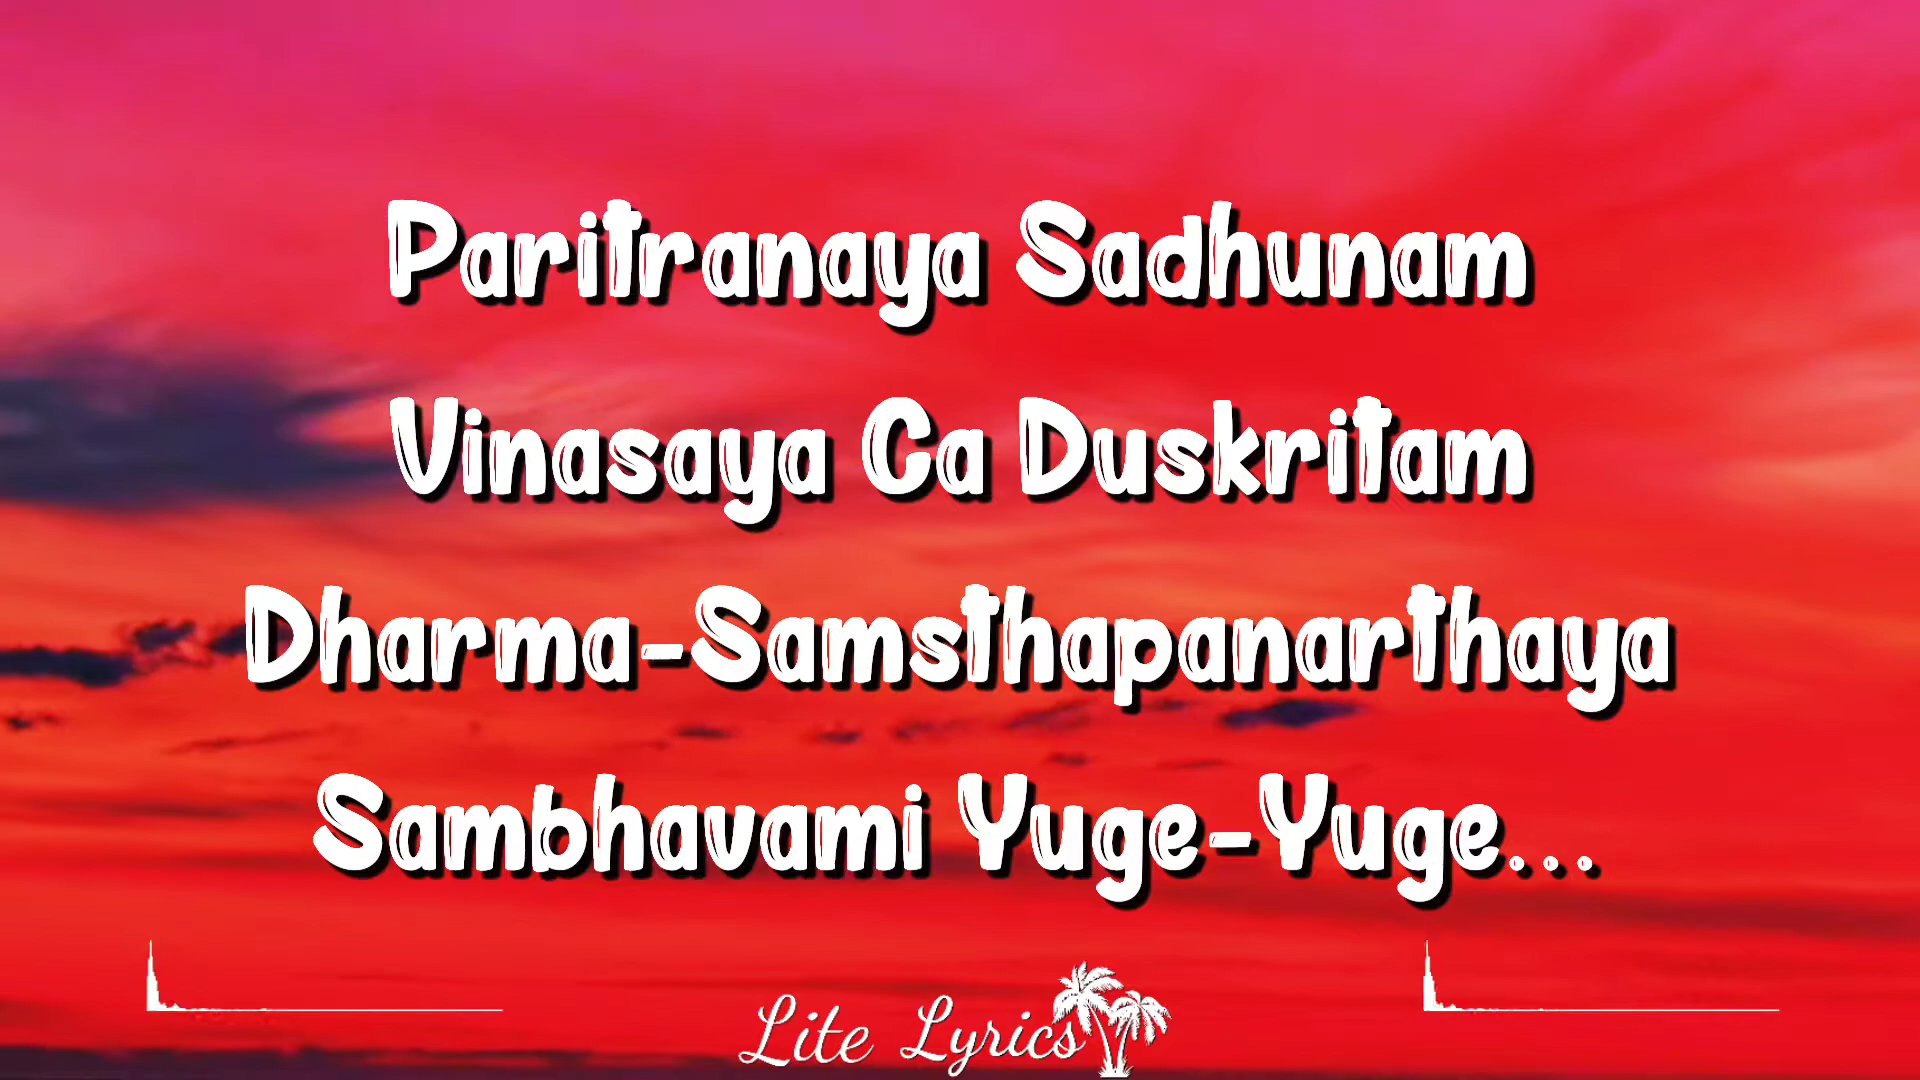 Paritranaya Sadhunam
Vinasaya Ca Duskritam
Dharma-Samsthapanarthaya
Sambhavami Yuge-Yuge...
Lite Lyrics